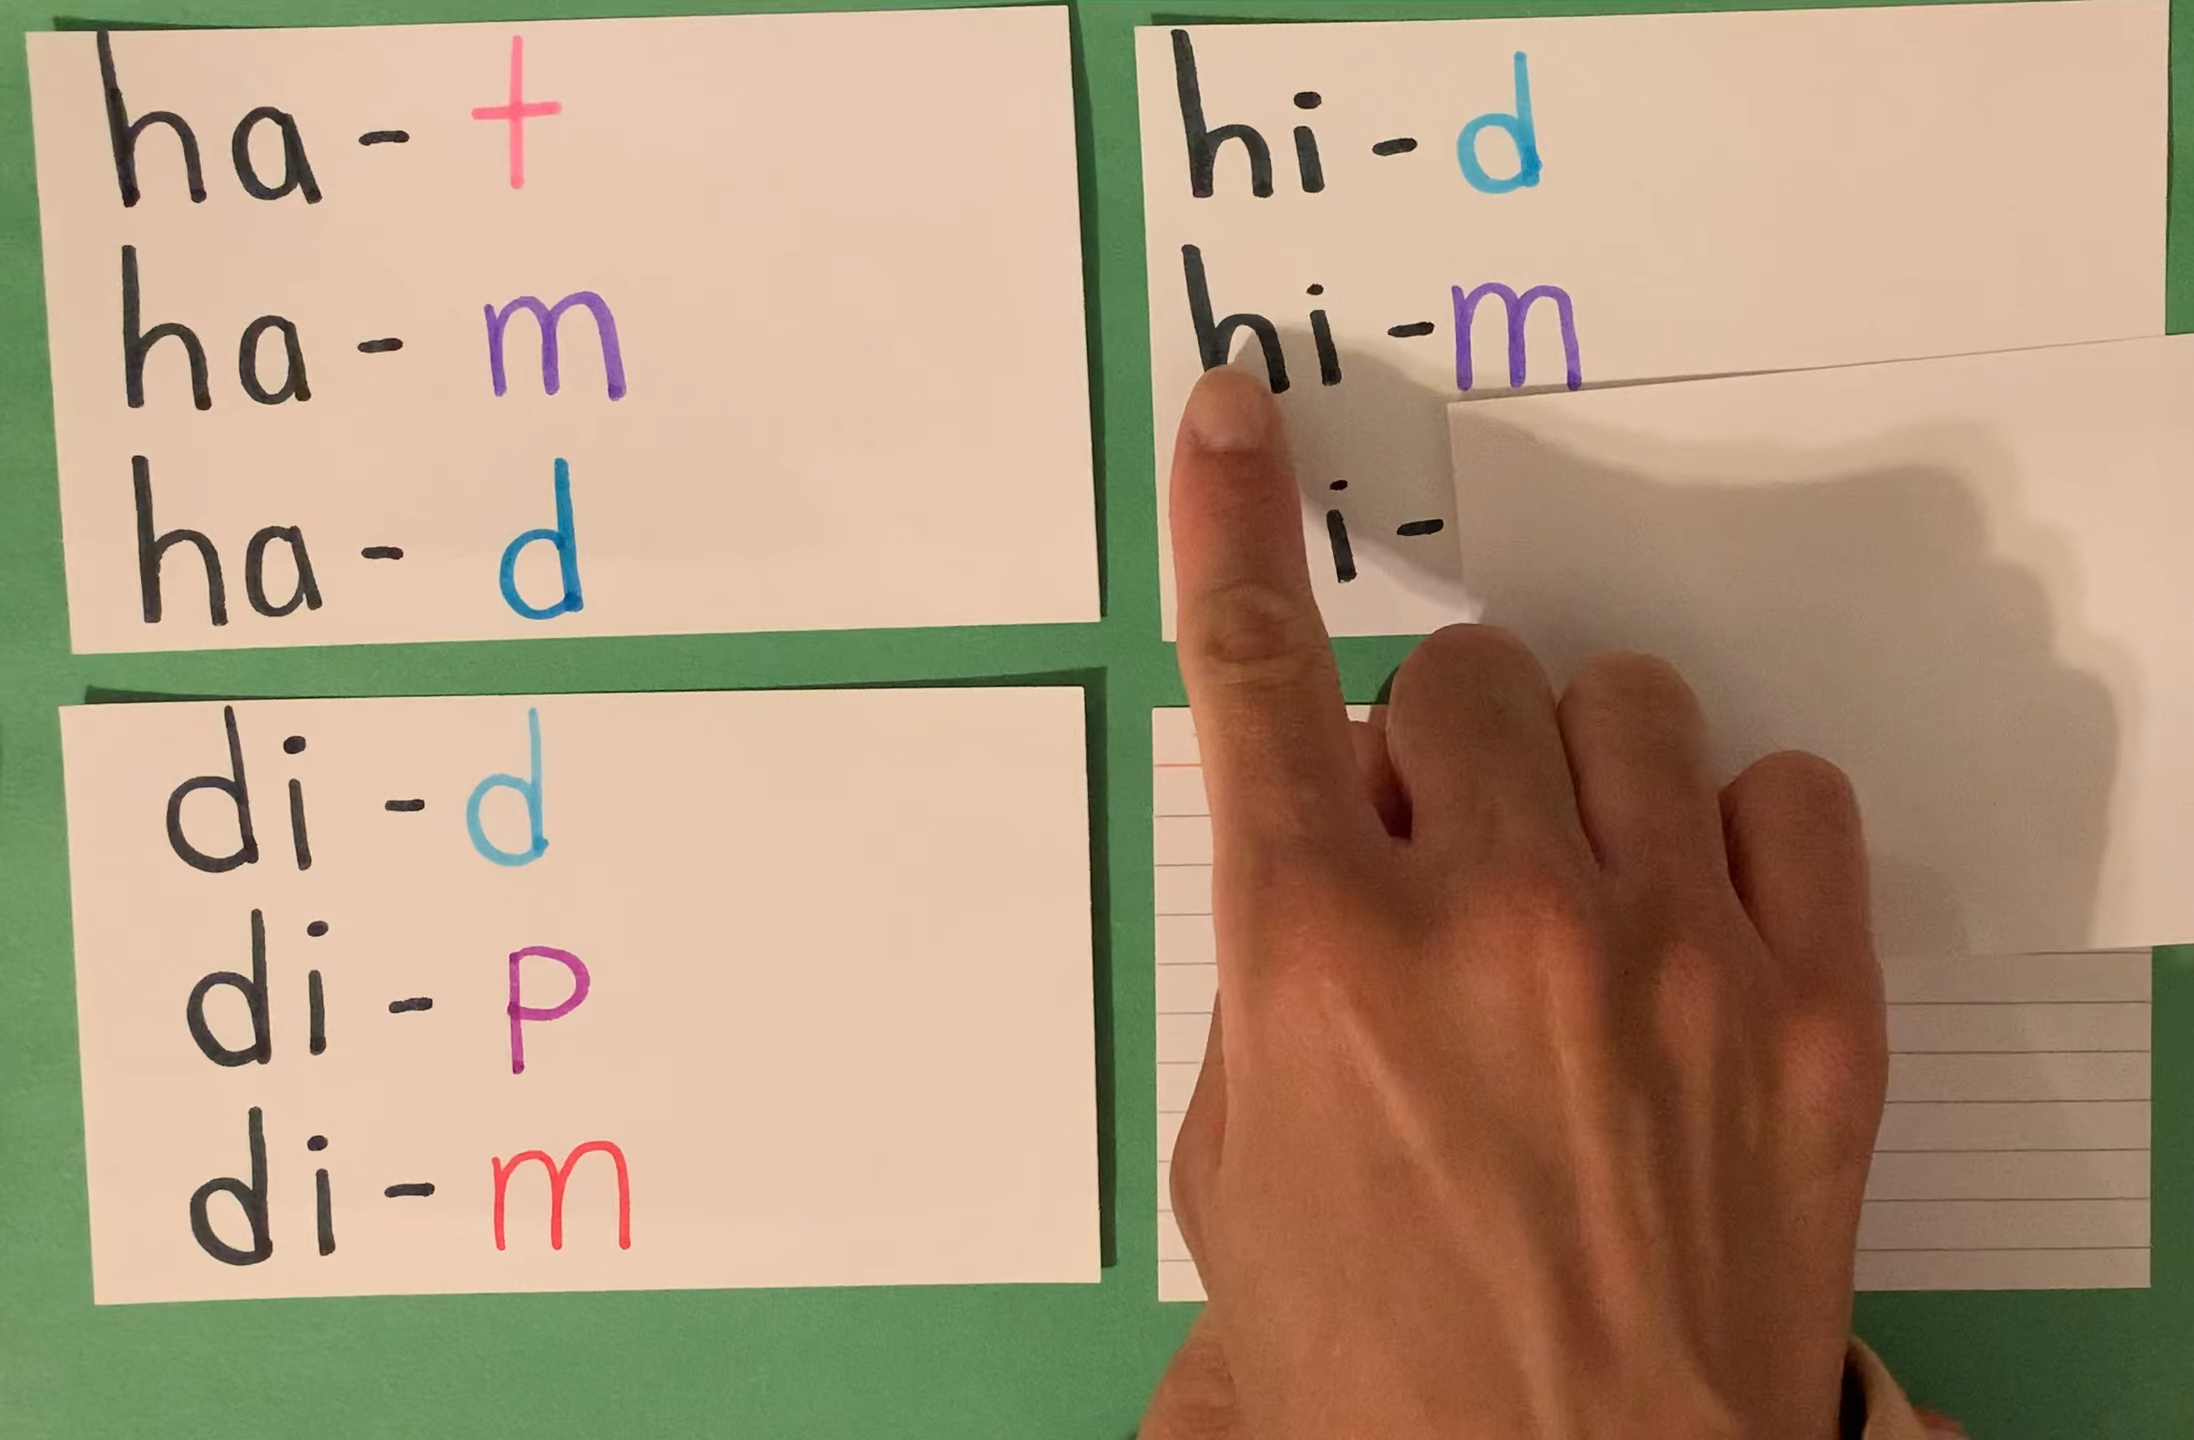 ha - t
ha - m
ha - d
hi - d
hi - m
i -
di - d
di - p
di - m